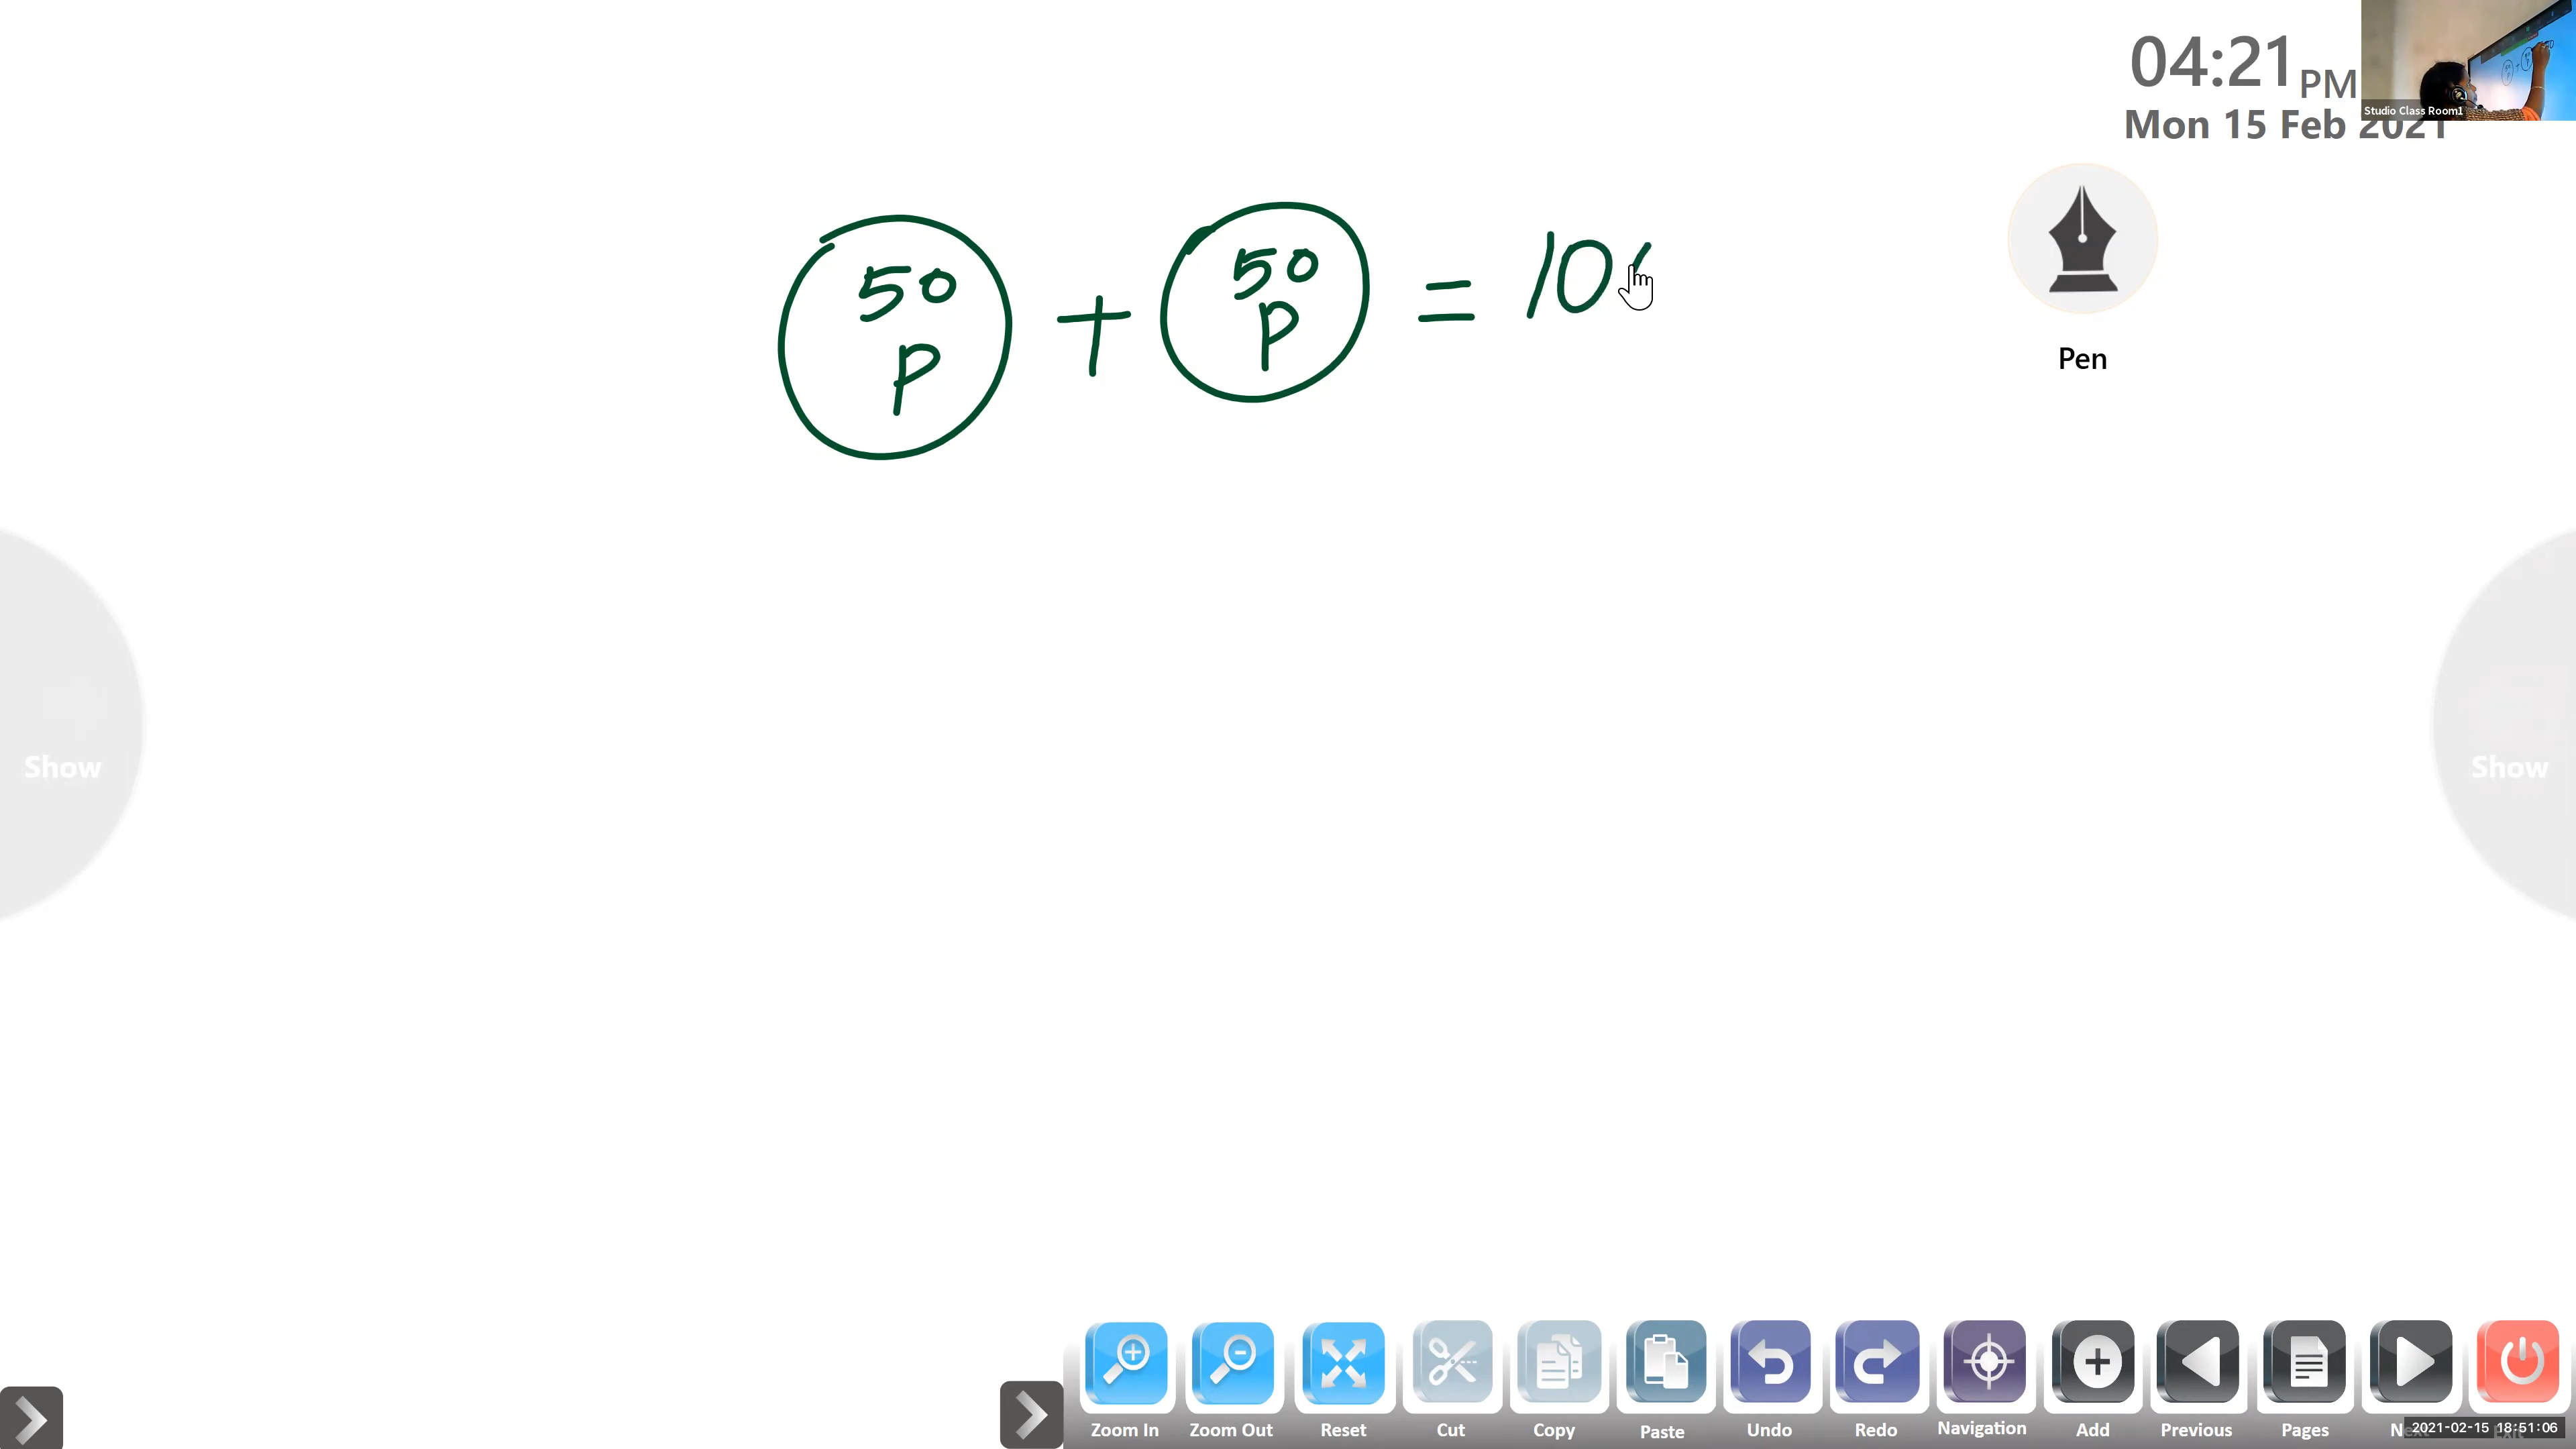 04:21 PM
Mon 15 Feb 2021
Studio Class Room1
Pen
50 P + 50 P = 10
Show
Show
Zoom In Zoom Out Reset Cut Copy Paste Undo Redo Navigation Add Previous Pages
2021-02-15 18:51:06